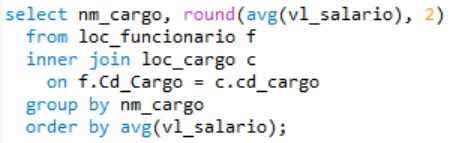 select nm_cargo, round(avg(vl_salario), 2)
from loc_funcionario f
inner join loc_cargo c
on f.Cd_Cargo = c.cd_cargo
group by nm_cargo
order by avg(vl_salario);